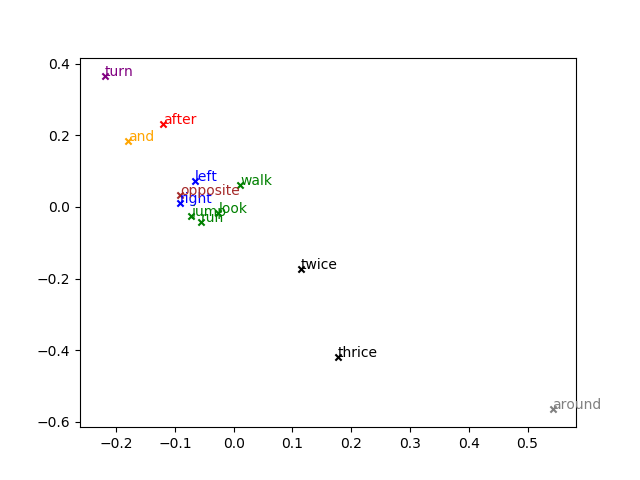 0.4
turn
after
0.2
and
left
walk
opposite
right
0.0
look
jump
run
twice
−0.2
thrice
−0.4
around
−0.6
−0.2 −0.1 0.0 0.1 0.2 0.3 0.4 0.5